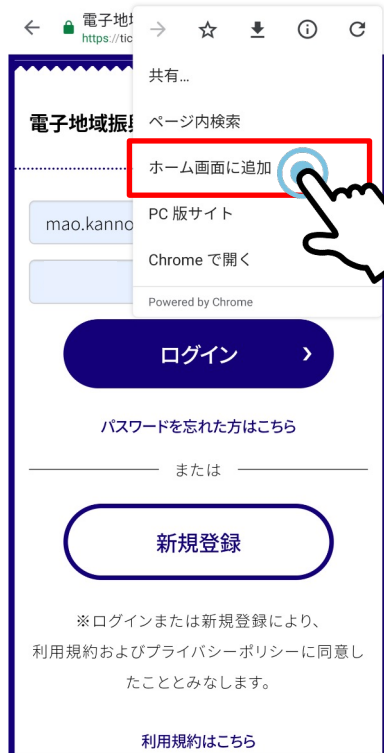 電子地
https://tic
共有...
ページ内検索
電子地域振
ホーム画面に追加
PC 版サイト
mao.kanno
Chrome で開く
Powered by Chrome
ログイン
パスワードを忘れた方はこちら
または
新規登録
※ログインまたは新規登録により、
利用規約およびプライバシーポリシーに同意し
たこととみなします。
利用規約はこちら